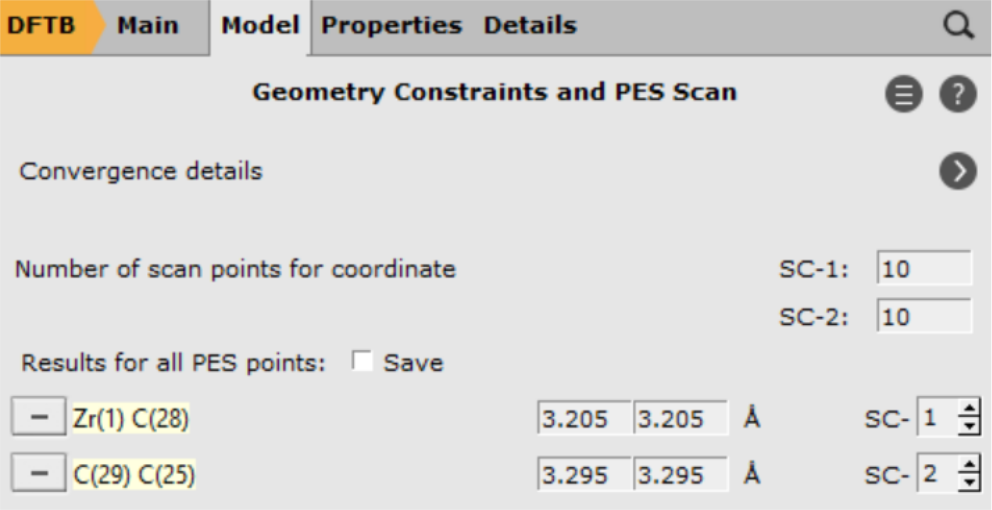 DFTB Main Model Properties Details
Geometry Constraints and PES Scan
Convergence details
Number of scan points for coordinate SC-1: 10
SC-2: 10
Results for all PES points: Save
Zr(1) C(28) 3.205 3.205 Å SC- 1
C(29) C(25) 3.295 3.295 Å SC- 2